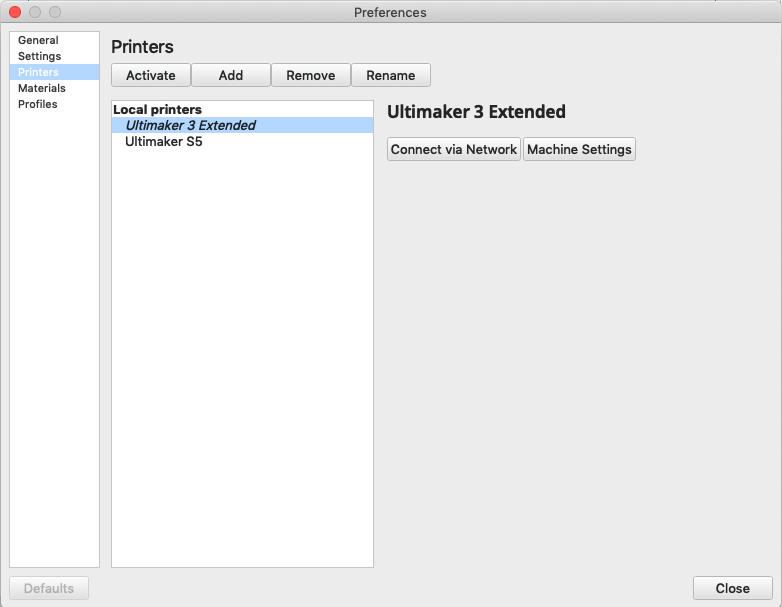 Preferences
General
Settings
Printers
Materials
Profiles
Printers
Activate Add Remove Rename
Local printers
Ultimaker 3 Extended
Ultimaker S5
Ultimaker 3 Extended
Connect via Network Machine Settings
Defaults
Close